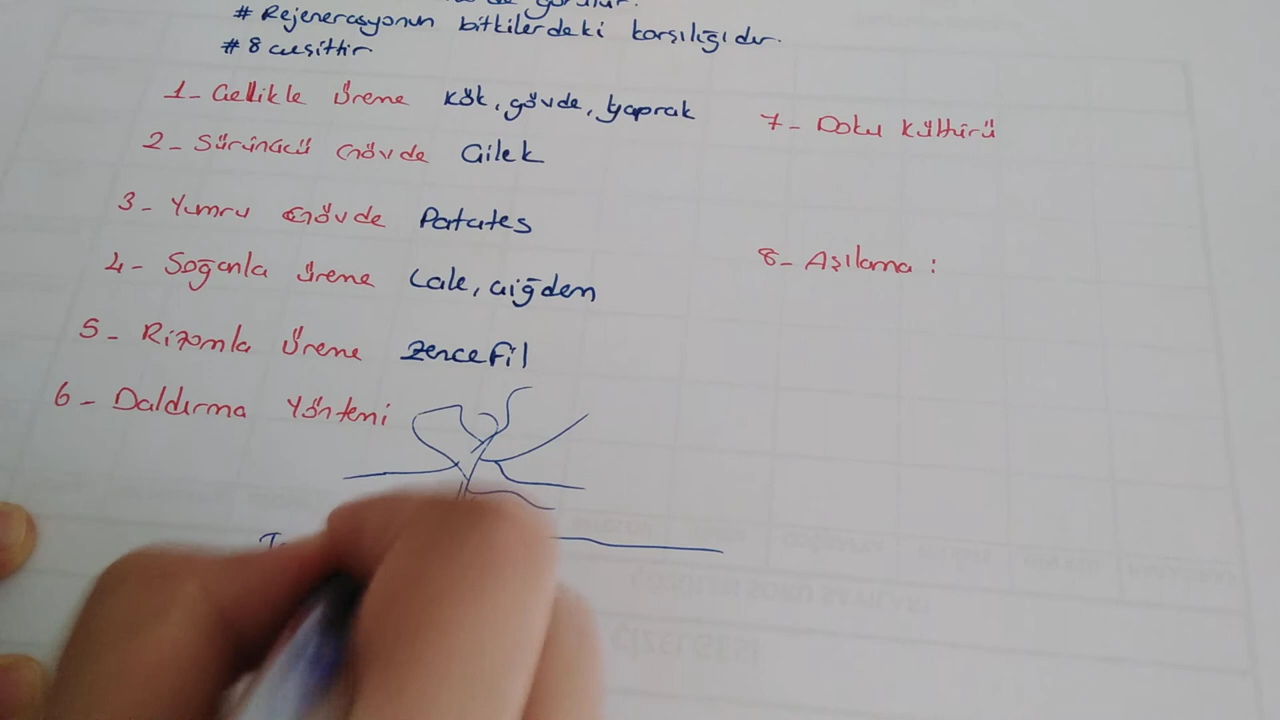 görülür.
# Rejenerasyonun bitkilerdeki karşılığıdır.
# 8 çeşittir
1- Çelikle Üreme kök, gövde, yaprak
2- Sürünücü Gövde Çilek
3- Yumru Gövde Patates
4- Soğanla üreme Lale, çiğdem
5- Rizomla Üreme Zencefil
6- Daldırma Yöntemi
7- Doku Kültürü
8- Aşılama :